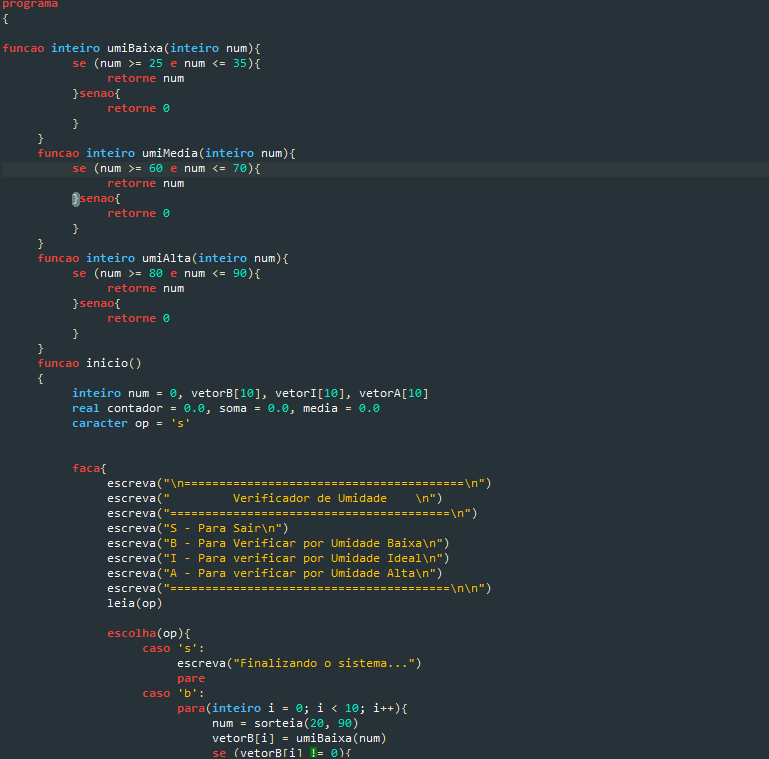 programa
{
funcao inteiro umiBaixa(inteiro num){
se (num >= 25 e num <= 35){
retorne num
}senao{
retorne 0
}
}
funcao inteiro umiMedia(inteiro num){
se (num >= 60 e num <= 70){
retorne num
}senao{
retorne 0
}
}
funcao inteiro umiAlta(inteiro num){
se (num >= 80 e num <= 90){
retorne num
}senao{
retorne 0
}
}
funcao inicio()
{
inteiro num = 0, vetorB[10], vetorI[10], vetorA[10]
real contador = 0.0, soma = 0.0, media = 0.0
caracter op = 's'
faca{
escreva("\n========================================\n")
escreva("         Verificador de Umidade    \n")
escreva("========================================\n")
escreva("S - Para Sair\n")
escreva("B - Para Verificar por Umidade Baixa\n")
escreva("I - Para verificar por Umidade Ideal\n")
escreva("A - Para verificar por Umidade Alta\n")
escreva("========================================\n\n")
leia(op)
escolha(op){
caso 's':
escreva("Finalizando o sistema...")
pare
caso 'b':
para(inteiro i = 0; i < 10; i++){
num = sorteia(20, 90)
vetorB[i] = umiBaixa(num)
se (vetorB[i] != 0){